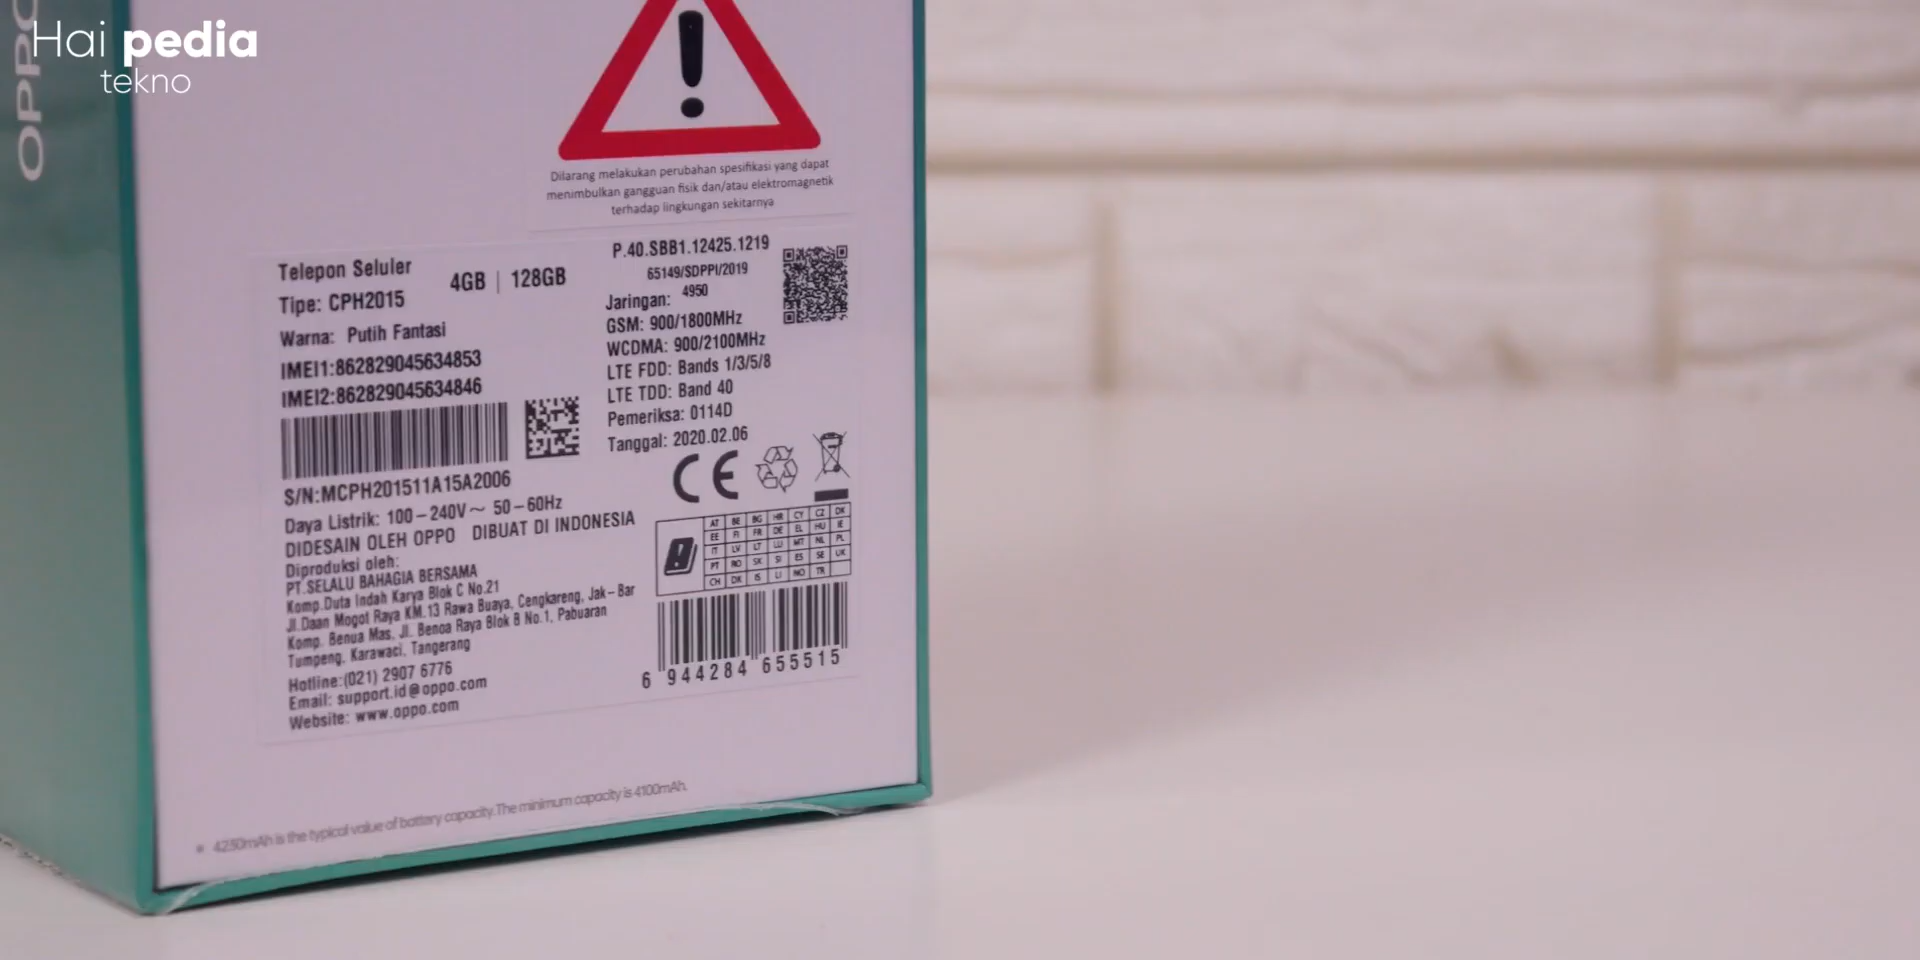 Hai pedia
tekno
OPPO
Dilarang melakukan perubahan spesifikasi yang dapat
menimbulkan gangguan fisik dan/atau elektromagnetik
terhadap lingkungan sekitarnya
Telepon Seluler
4GB | 128GB
Tipe: CPH2015
Warna: Putih Fantasi
IMEI1:862829045634853
IMEI2:862829045634846
S/N:MCPH201511A15A2006
Daya Listrik: 100-240V~ 50-60Hz
DIDESAIN OLEH OPPO DIBUAT DI INDONESIA
Diproduksi oleh:
PT.SELALU BAHAGIA BERSAMA
Komp.Duta Indah Karya Blok C No.21
Jl.Daan Mogot Raya KM.13 Rawa Buaya, Cengkareng, Jak-Bar
Komp. Benua Mas, Jl. Benoa Raya Blok B No.1, Pabuaran
Tumpeng, Karawaci, Tangerang
Hotline:(021) 2907 6776
Email: support.id@oppo.com
Website: www.oppo.com
P.40.SBB1.12425.1219
65149/SDPPI/2019
4950
Jaringan:
GSM: 900/1800MHz
WCDMA: 900/2100MHz
LTE FDD: Bands 1/3/5/8
LTE TDD: Band 40
Pemeriksa: 0114D
Tanggal: 2020.02.06
CE
AT BE BG HR CY CZ DK
EE FI FR DE EL HU IE
IT LV LT LU MT NL PL
PT RO SK SI ES SE UK
CH DK IS LI NO TR
6 944284 655515
* 4230mAh is the typical value of battery capacity.The minimum capacity is 4100mAh.